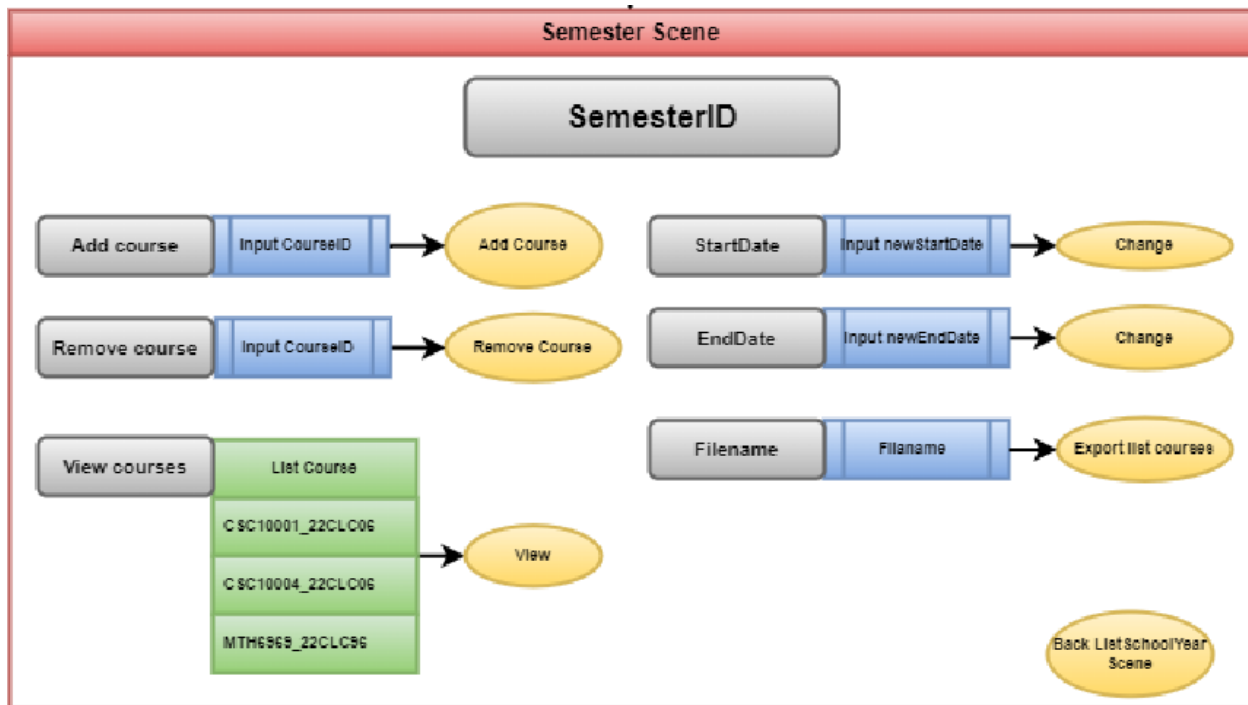 Semester Scene
SemesterID
Add course
Input CourseID
Add Course
StartDate
Input newStartDate
Change
Remove course
Input CourseID
Remove Course
EndDate
Input newEndDate
Change
View courses
List Course
CSC10001_22CLC06
CSC10004_22CLC06
MTH6969_22CLC96
View
Filename
Filename
Export list courses
Back ListSchoolYear
Scene